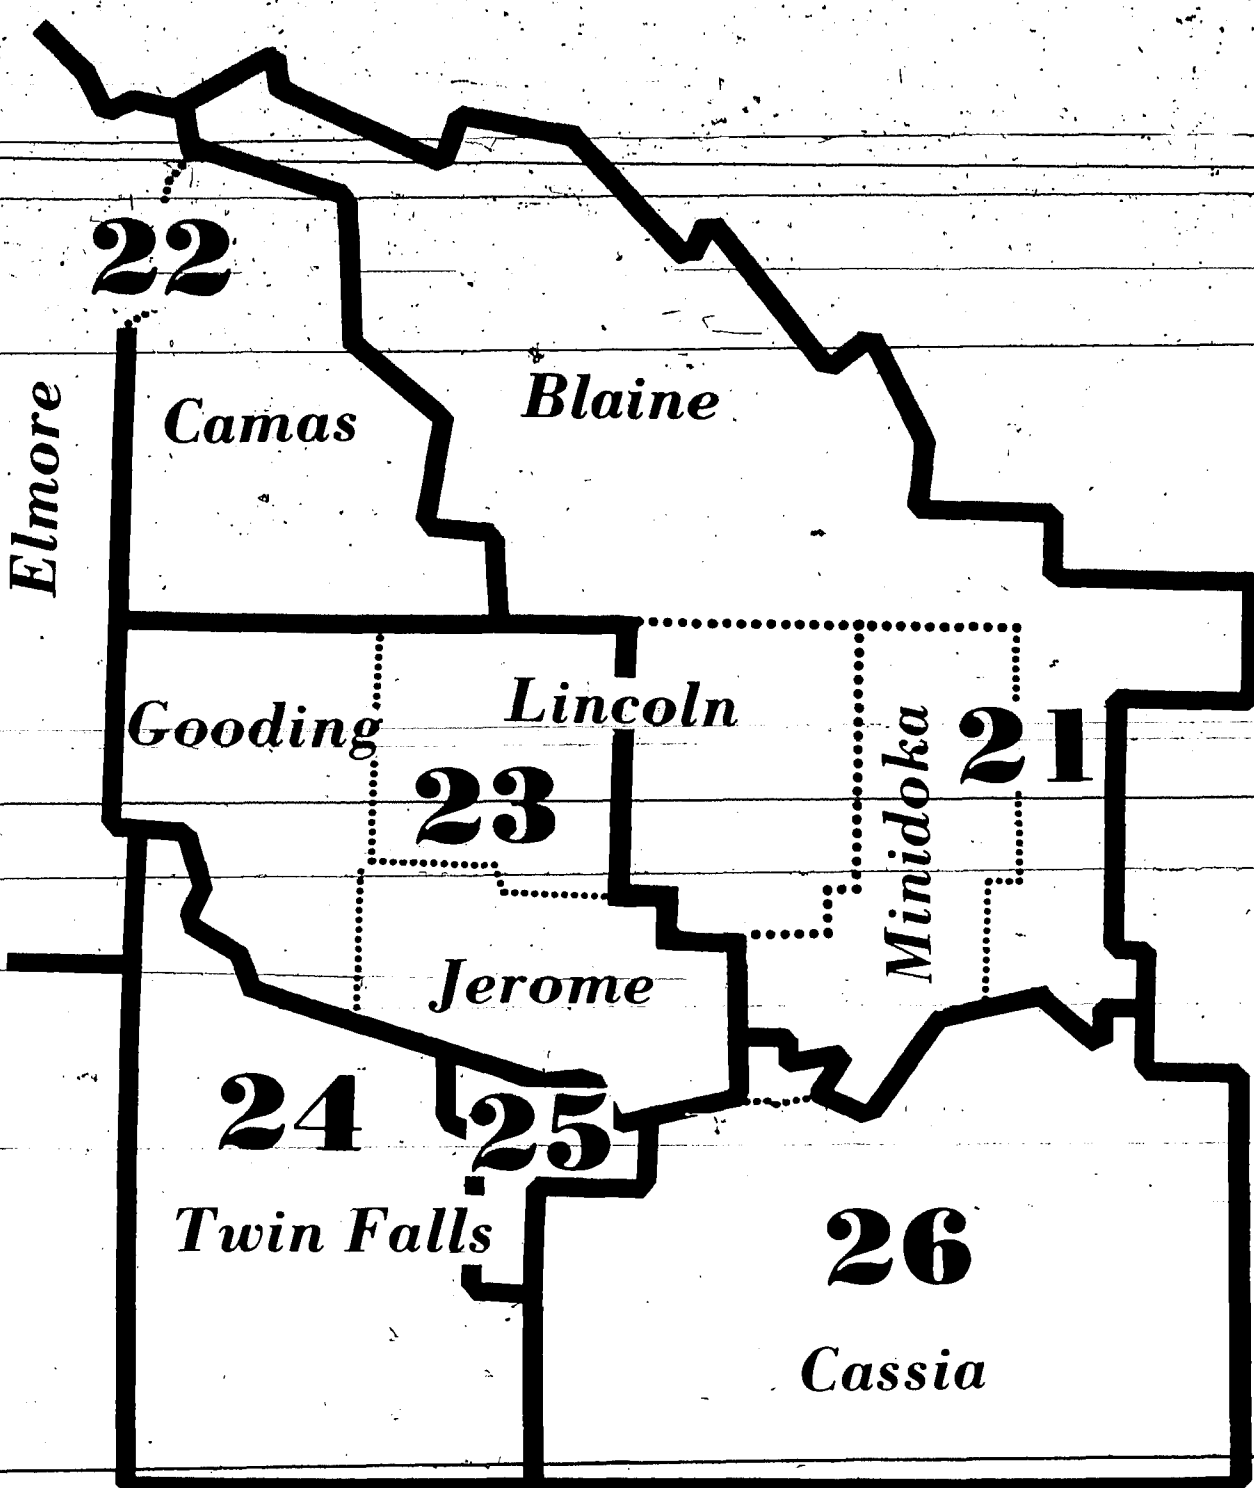 22
Camas
Blaine
Elmore
Gooding
Lincoln
23
Minidoka
21
Jerome
24
25
Twin Falls
26
Cassia